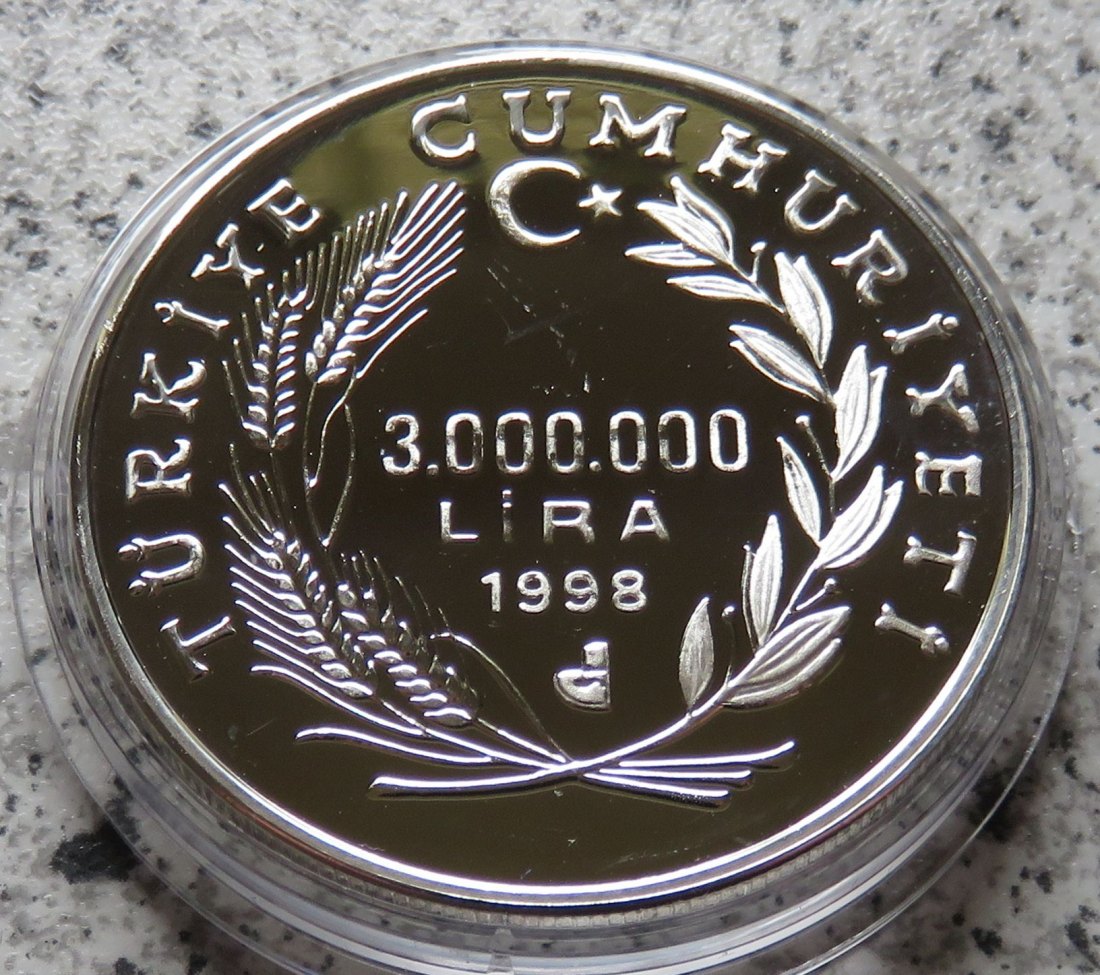 TÜRKİYE CUMHURİYETİ
3.000.000
LİRA
1998